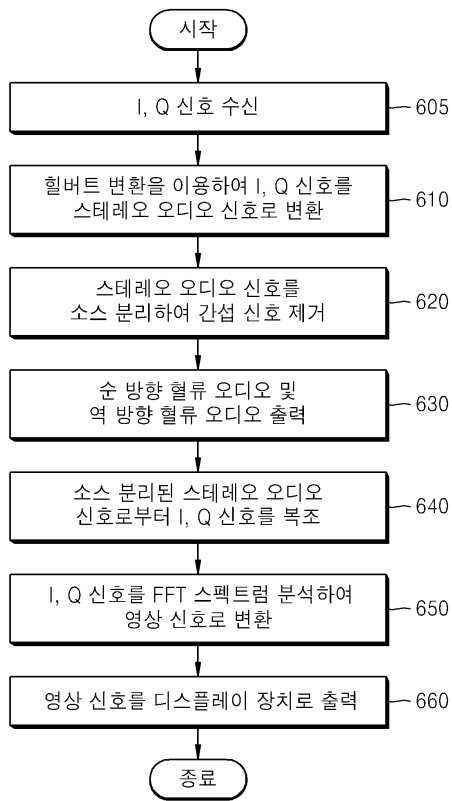 시작
I, Q 신호 수신
605
힐버트 변환을 이용하여 I, Q 신호를
스테레오 오디오 신호로 변환
610
스테레오 오디오 신호를
소스 분리하여 간섭 신호 제거
620
순 방향 혈류 오디오 및
역 방향 혈류 오디오 출력
630
소스 분리된 스테레오 오디오
신호로부터 I, Q 신호를 복조
640
I, Q 신호를 FFT 스펙트럼 분석하여
영상 신호로 변환
650
영상 신호를 디스플레이 장치로 출력
660
종료